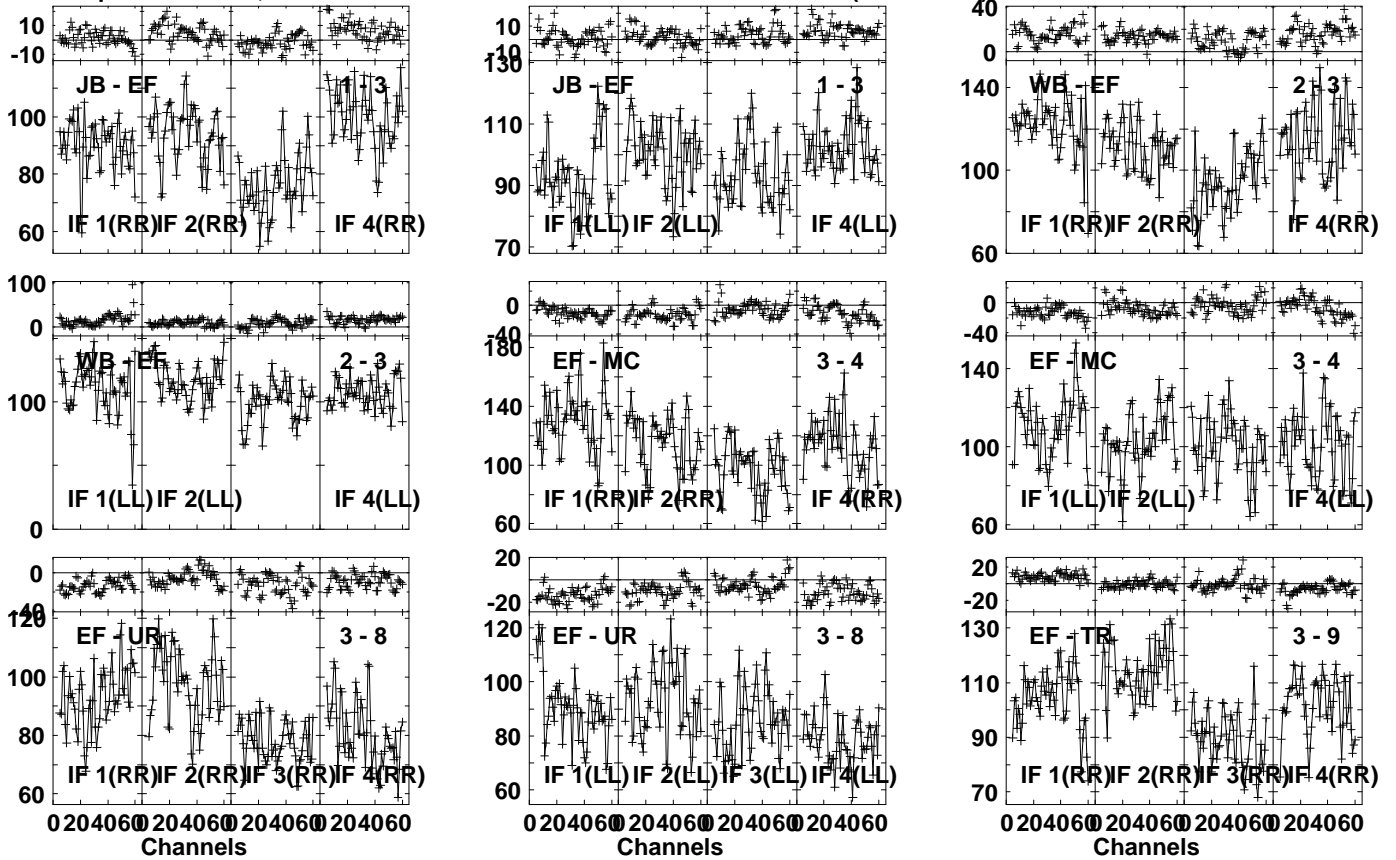 10
-10
JB - EF
1 - 3
100
80
60
IF 1(RR)
IF 2(RR)
IF 4(RR)
10
-10
130
JB - EF
1 - 3
110
90
70
IF 1(LL)
IF 2(LL)
IF 4(LL)
40
0
WB - EF
2 - 3
140
100
60
IF 1(RR)
IF 2(RR)
IF 4(RR)
100
0
WB - EF
2 - 3
100
0
IF 1(LL)
IF 2(LL)
IF 4(LL)
0
-40
180
EF - MC
3 - 4
140
100
60
IF 1(RR)
IF 2(RR)
IF 4(RR)
0
-40
EF - MC
3 - 4
140
100
60
IF 1(LL)
IF 2(LL)
IF 4(LL)
0
-40
120
EF - UR
3 - 8
100
80
60
IF 1(RR)
IF 2(RR)
IF 3(RR)
IF 4(RR)
0 20 40 60 0 20 40 60 0 20 40 60 0 20 40 60
Channels
20
-20
120
EF - UR
3 - 8
100
80
60
IF 1(LL)
IF 2(LL)
IF 3(LL)
IF 4(LL)
0 20 40 60 0 20 40 60 0 20 40 60 0 20 40 60
Channels
20
-20
130
EF - TR
3 - 9
110
90
70
IF 1(RR)
IF 2(RR)
IF 3(RR)
IF 4(RR)
0 20 40 60 0 20 40 60 0 20 40 60 0 20 40 60
Channels